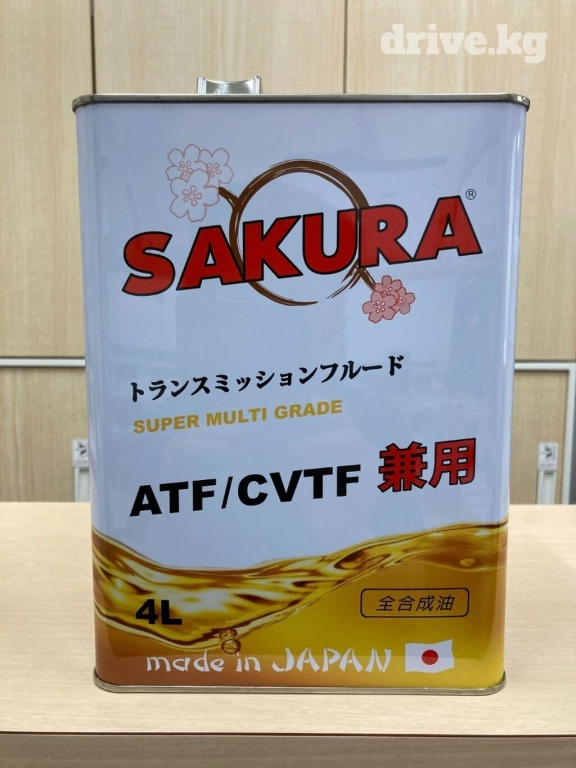 drive.kg
SAKURA®
トランスミッションフルード
SUPER MULTI GRADE
ATF/CVTF 兼用
4L
全合成油
made in JAPAN